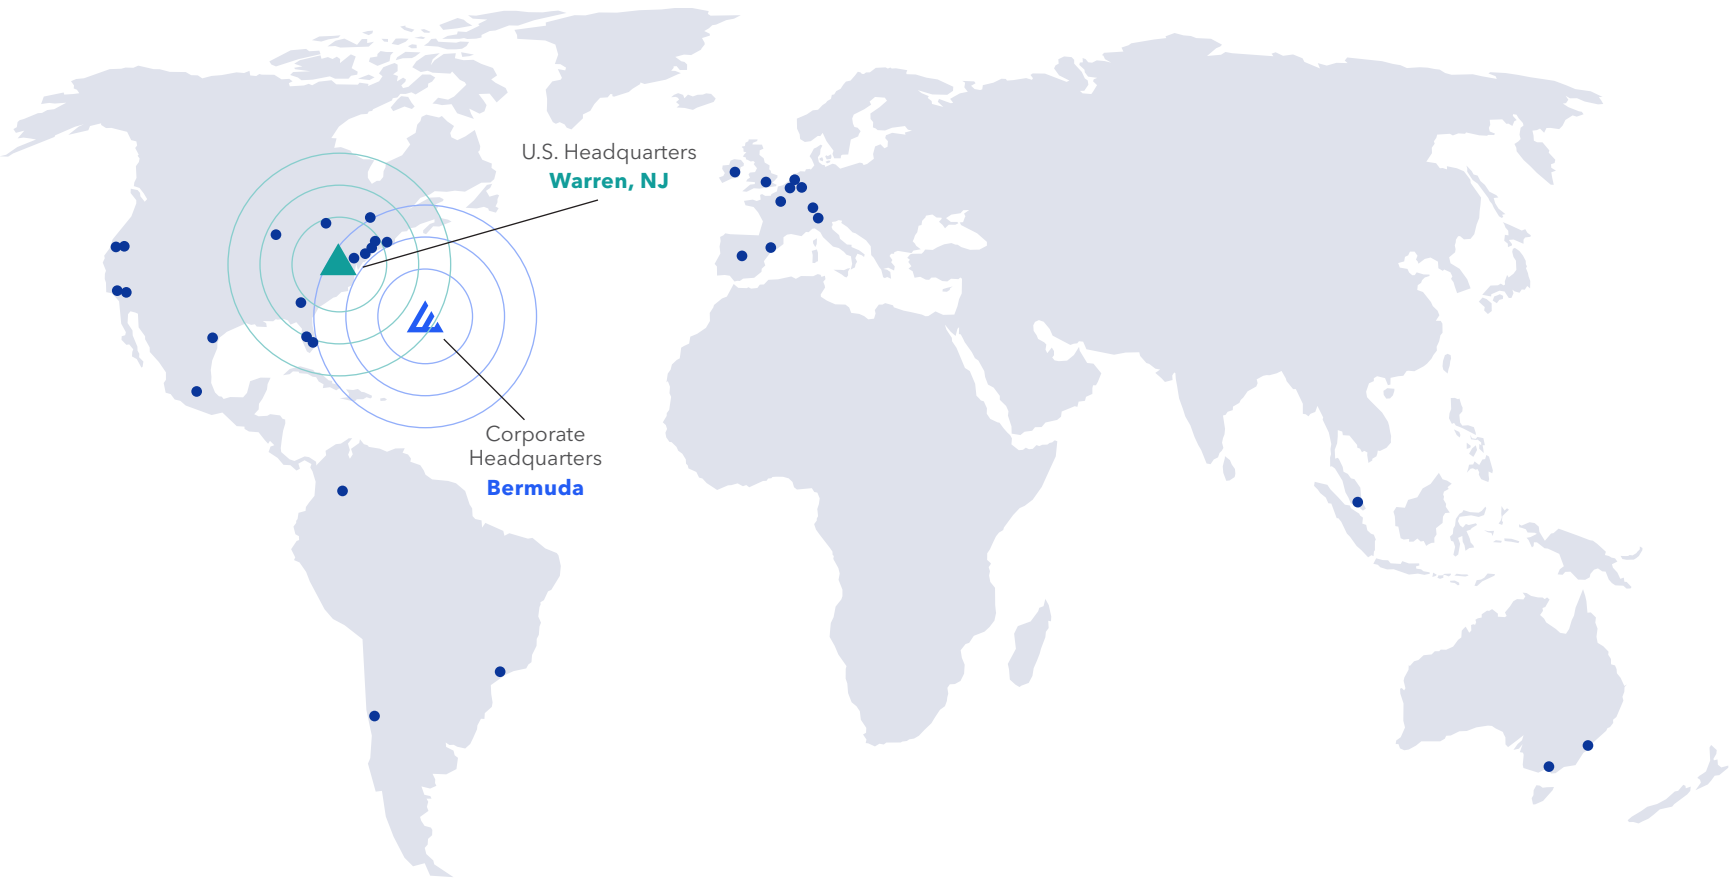 U.S. Headquarters
Warren, NJ
Corporate
Headquarters
Bermuda